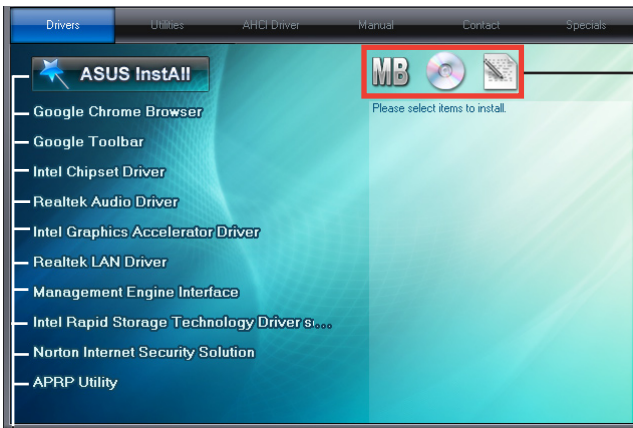 Drivers Utilities AHCI Driver Manual Contact Specials
ASUS InstAll
MB
Please select items to install.
Google Chrome Browser
Google Toolbar
Intel Chipset Driver
Realtek Audio Driver
Intel Graphics Accelerator Driver
Realtek LAN Driver
Management Engine Interface
Intel Rapid Storage Technology Driver s...
Norton Internet Security Solution
APRP Utility